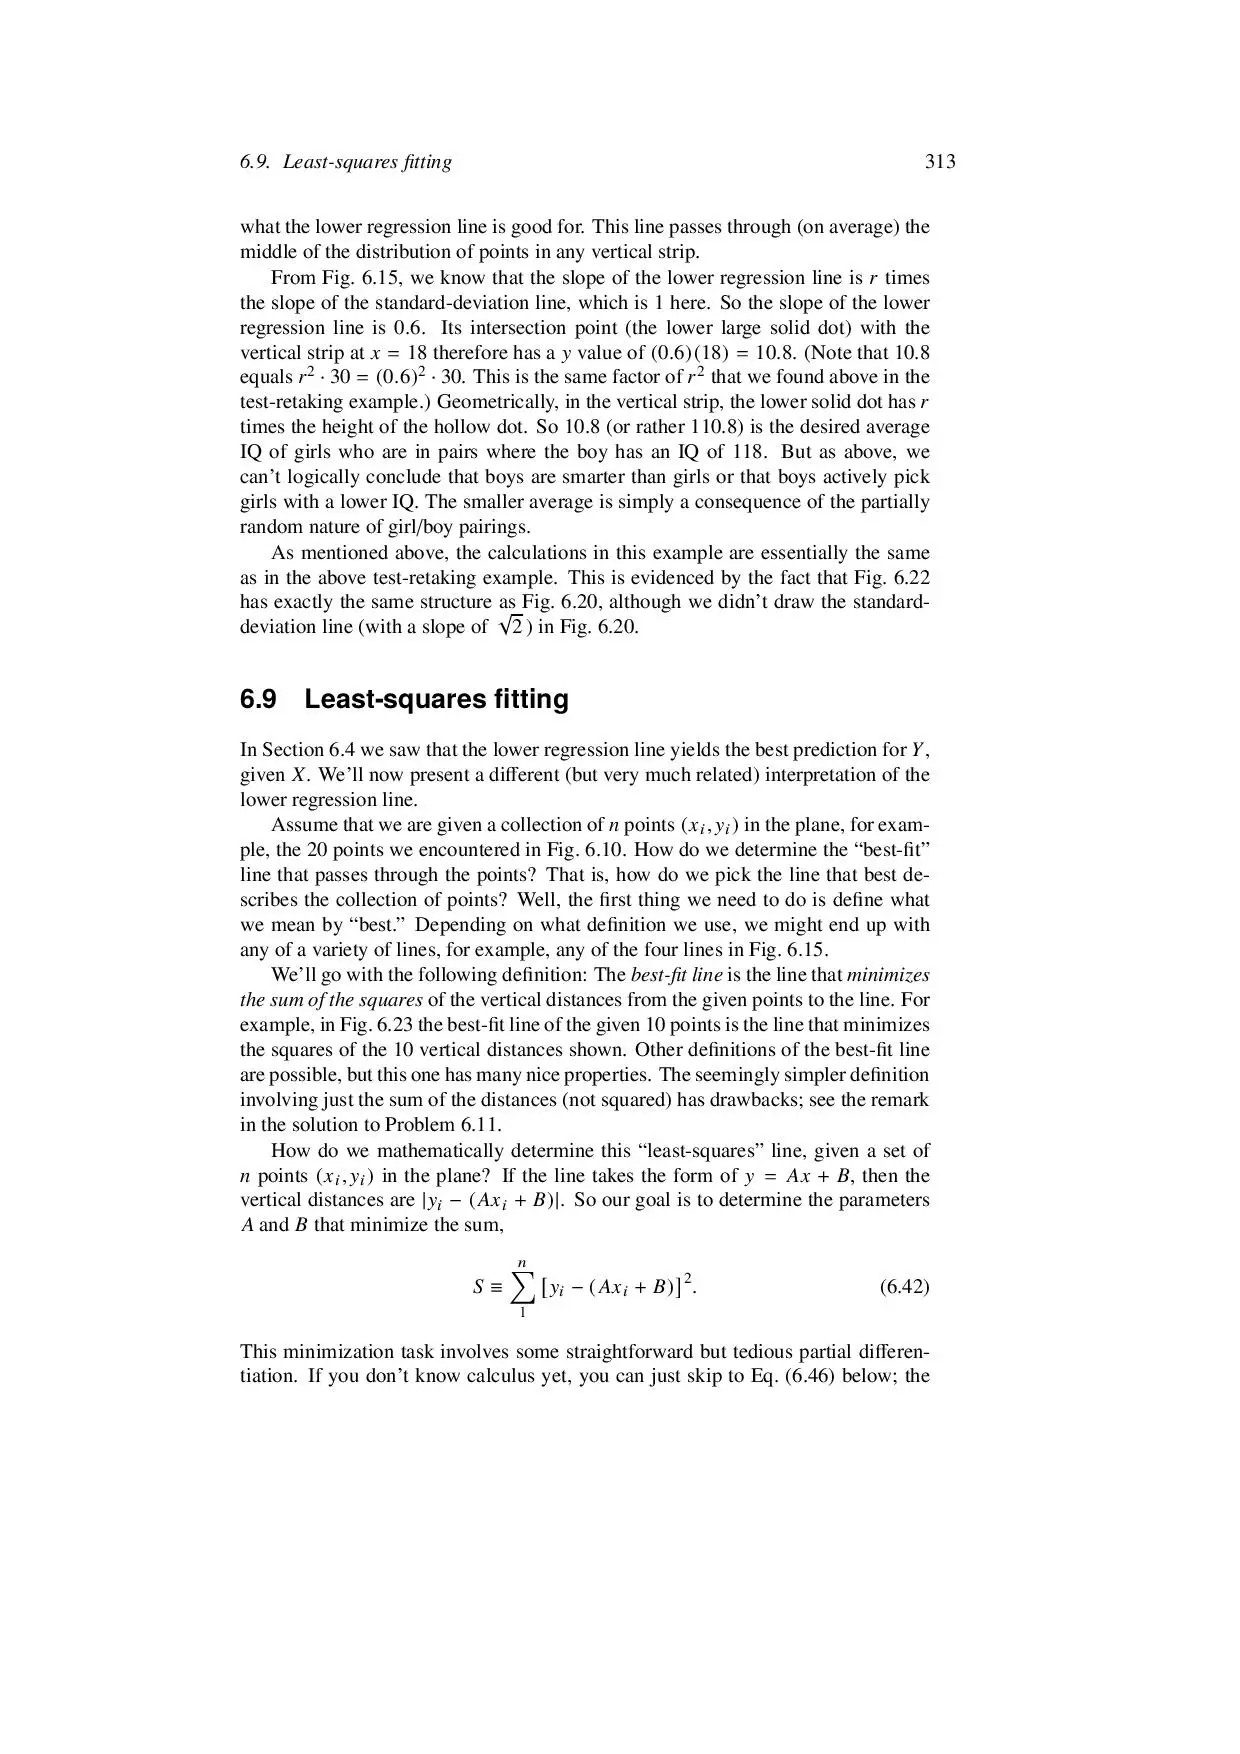 6.9. Least-squares fitting 313
what the lower regression line is good for. This line passes through (on average) the
middle of the distribution of points in any vertical strip.
From Fig. 6.15, we know that the slope of the lower regression line is r times
the slope of the standard-deviation line, which is 1 here. So the slope of the lower
regression line is 0.6. Its intersection point (the lower large solid dot) with the
vertical strip at x = 18 therefore has a y value of (0.6)(18) = 10.8. (Note that 10.8
equals r² · 30 = (0.6)² · 30. This is the same factor of r² that we found above in the
test-retaking example.) Geometrically, in the vertical strip, the lower solid dot has r
times the height of the hollow dot. So 10.8 (or rather 110.8) is the desired average
IQ of girls who are in pairs where the boy has an IQ of 118. But as above, we
can't logically conclude that boys are smarter than girls or that boys actively pick
girls with a lower IQ. The smaller average is simply a consequence of the partially
random nature of girl/boy pairings.
As mentioned above, the calculations in this example are essentially the same
as in the above test-retaking example. This is evidenced by the fact that Fig. 6.22
has exactly the same structure as Fig. 6.20, although we didn't draw the standard-
deviation line (with a slope of √2) in Fig. 6.20.
6.9 Least-squares fitting
In Section 6.4 we saw that the lower regression line yields the best prediction for Y,
given X. We'll now present a different (but very much related) interpretation of the
lower regression line.
Assume that we are given a collection of n points (xᵢ, yᵢ) in the plane, for exam-
ple, the 20 points we encountered in Fig. 6.10. How do we determine the “best-fit”
line that passes through the points? That is, how do we pick the line that best de-
scribes the collection of points? Well, the first thing we need to do is define what
we mean by “best.” Depending on what definition we use, we might end up with
any of a variety of lines, for example, any of the four lines in Fig. 6.15.
We'll go with the following definition: The best-fit line is the line that minimizes
the sum of the squares of the vertical distances from the given points to the line. For
example, in Fig. 6.23 the best-fit line of the given 10 points is the line that minimizes
the squares of the 10 vertical distances shown. Other definitions of the best-fit line
are possible, but this one has many nice properties. The seemingly simpler definition
involving just the sum of the distances (not squared) has drawbacks; see the remark
in the solution to Problem 6.11.
How do we mathematically determine this “least-squares” line, given a set of
n points (xᵢ, yᵢ) in the plane? If the line takes the form of y = Ax + B, then the
vertical distances are |yᵢ − (Axᵢ + B)|. So our goal is to determine the parameters
A and B that minimize the sum,
S ≡ ∑₁ⁿ [yᵢ − (Axᵢ + B)]². (6.42)
This minimization task involves some straightforward but tedious partial differen-
tiation. If you don't know calculus yet, you can just skip to Eq. (6.46) below; the